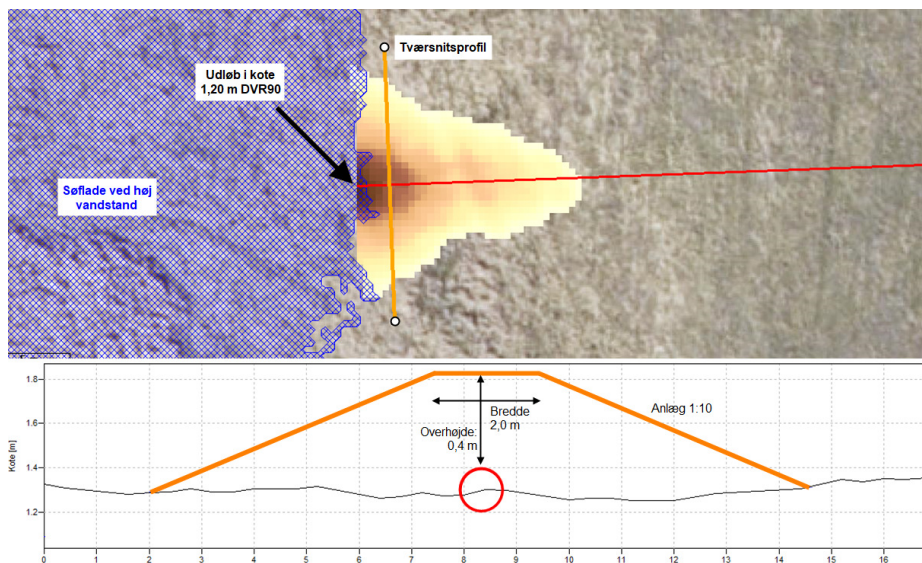 Tværsnitsprofil
Udløb i kote
1,20 m DVR90
Søflade ved høj
vandstand
Kote [m]
1.8
1.6
1.4
1.2
Bredde
2,0 m
Overhøjde:
0,4 m
Anlæg 1:10
0 1 2 3 4 5 6 7 8 9 10 11 12 13 14 15 16